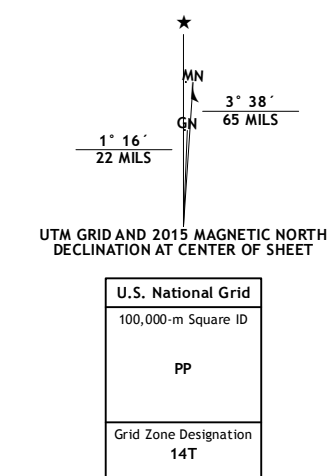 ★
MN
3° 38´
65 MILS
GN
1° 16´
22 MILS
UTM GRID AND 2015 MAGNETIC NORTH
DECLINATION AT CENTER OF SHEET
U.S. National Grid
100,000-m Square ID
PP
Grid Zone Designation
14T